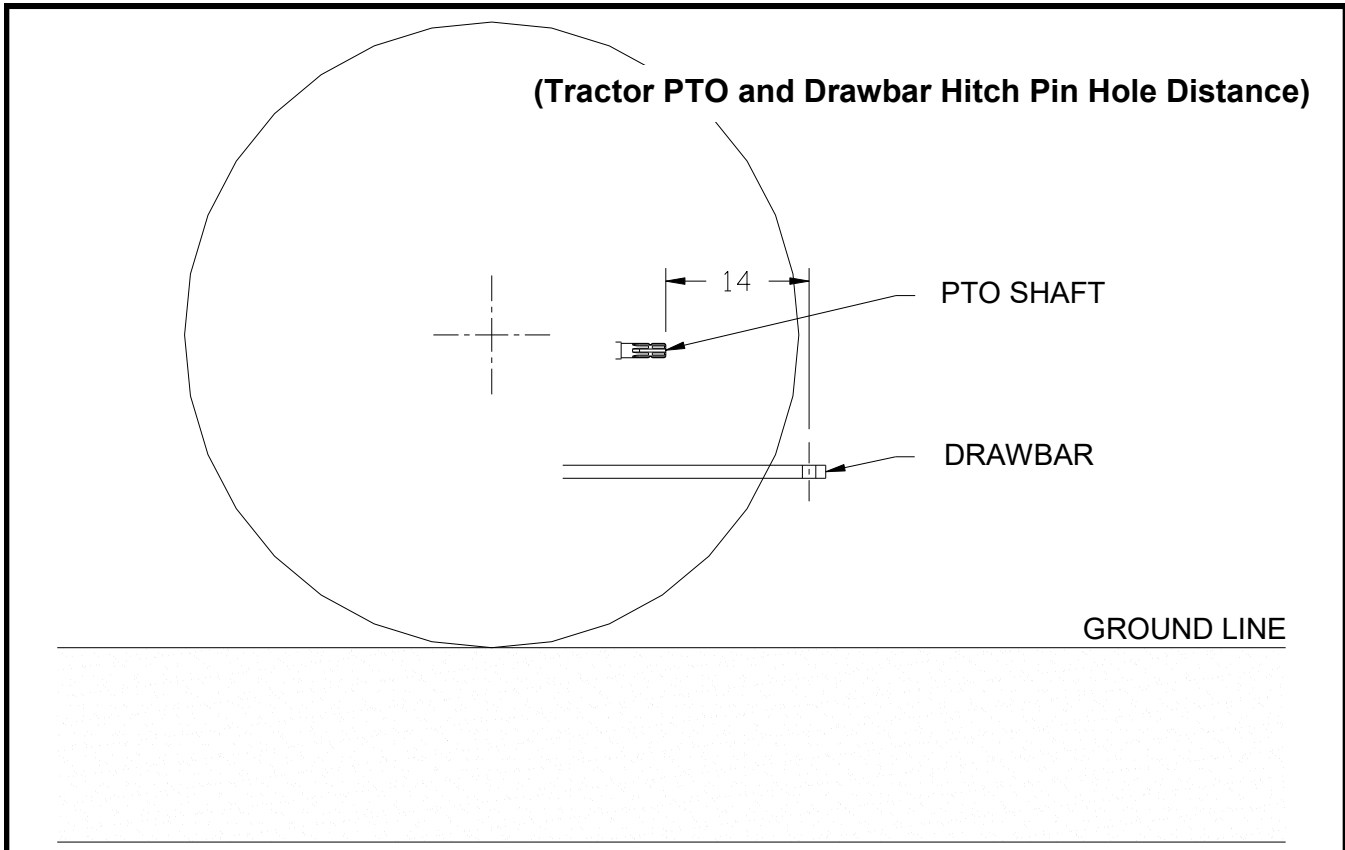 (Tractor PTO and Drawbar Hitch Pin Hole Distance)
14
PTO SHAFT
DRAWBAR
GROUND LINE